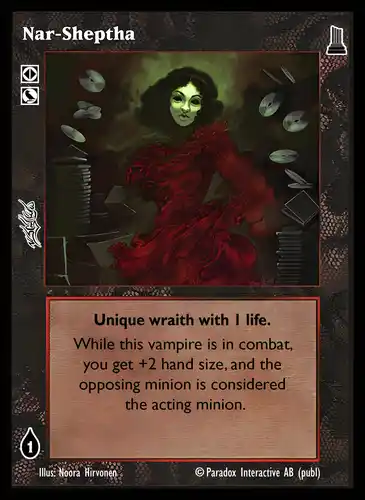 Nar-Sheptha
Unique wraith with 1 life.
While this vampire is in combat,
you get +2 hand size, and the
opposing minion is considered
the acting minion.
1
Illus: Noora Hirvonen
© Paradox Interactive AB (publ)